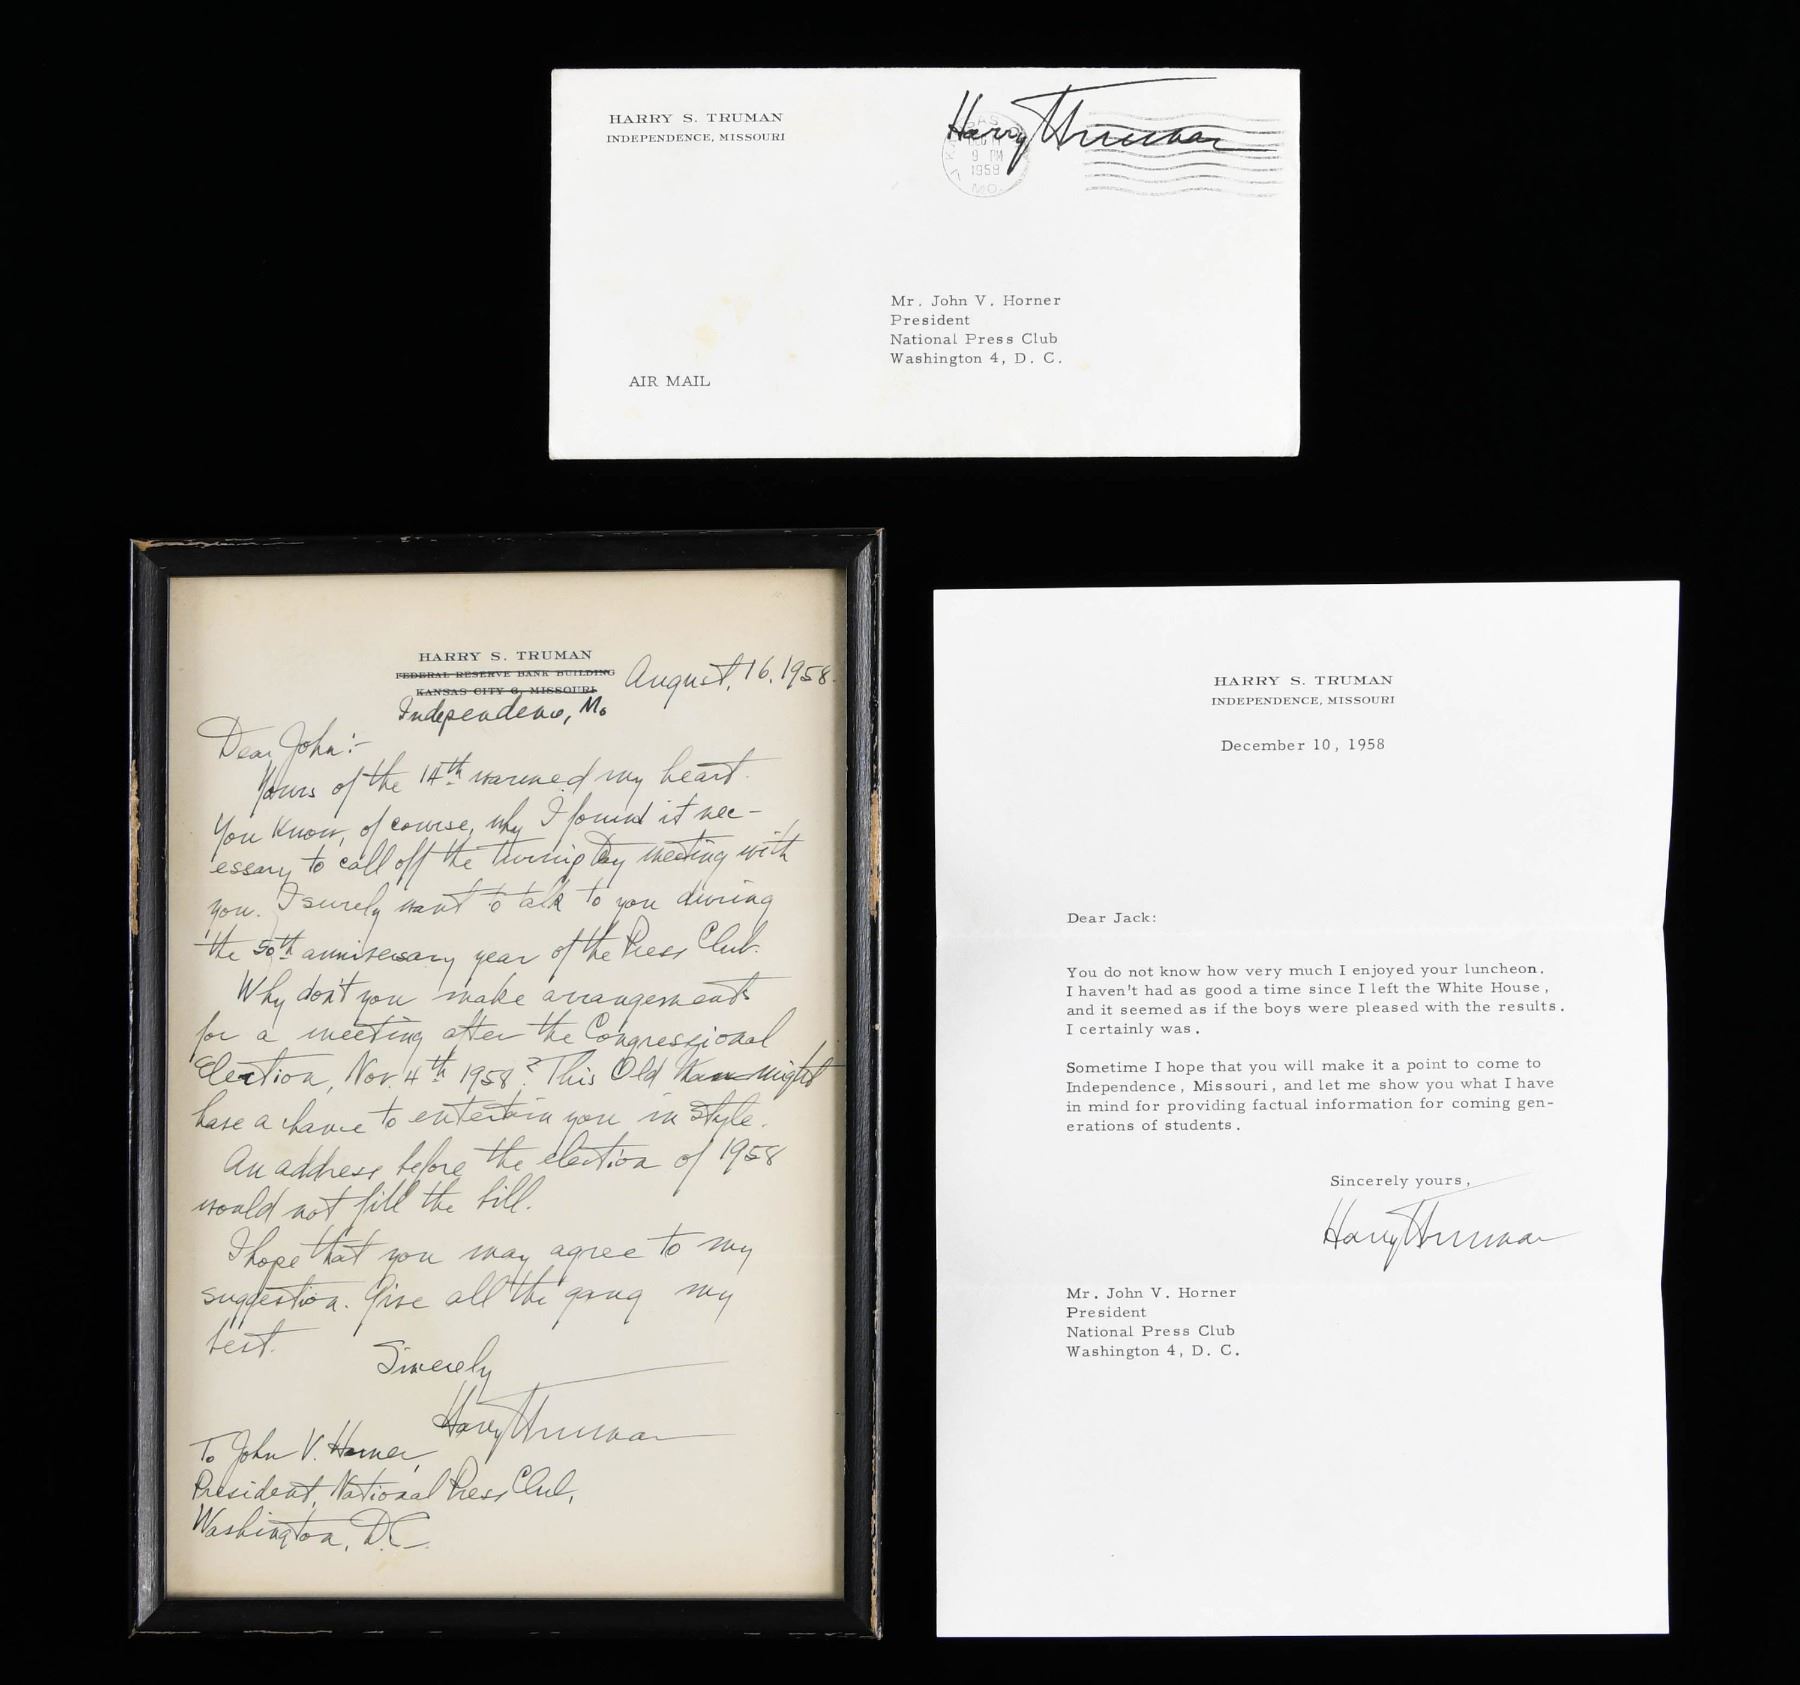 HARRY S. TRUMAN
INDEPENDENCE, MISSOURI
Harry Truman
KANSAS
9 PM
1958
MO.
Mr. John V. Horner
President
National Press Club
Washington 4, D. C.
AIR MAIL
HARRY S. TRUMAN
FEDERAL RESERVE BANK BUILDING
KANSAS CITY 6, MISSOURI
Independence, Mo
August, 16, 1958.
Dear John:-
Yours of the 14th warmed my heart.
You know, of course, why I found it nec-
essary to call off the meeting with
you. I surely want to talk to you during
the 50th anniversary year of the Press Club.
Why don't you make arrangements
for a meeting after the Congressional
Election, Nov. 4th 1958? This Old Man might
have a chance to entertain you in style.
An address before the election of 1958
would not fill the bill.
I hope that you may agree to my
suggestion. Give all the gang my
best.
Sincerely
Harry Truman
To John V. Horner,
President, National Press Club,
Washington, D.C.
HARRY S. TRUMAN
INDEPENDENCE, MISSOURI
December 10, 1958
Dear Jack:
You do not know how very much I enjoyed your luncheon.
I haven't had as good a time since I left the White House,
and it seemed as if the boys were pleased with the results.
I certainly was.
Sometime I hope that you will make it a point to come to
Independence, Missouri, and let me show you what I have
in mind for providing factual information for coming gen-
erations of students.
Sincerely yours,
Harry Truman
Mr. John V. Horner
President
National Press Club
Washington 4, D. C.